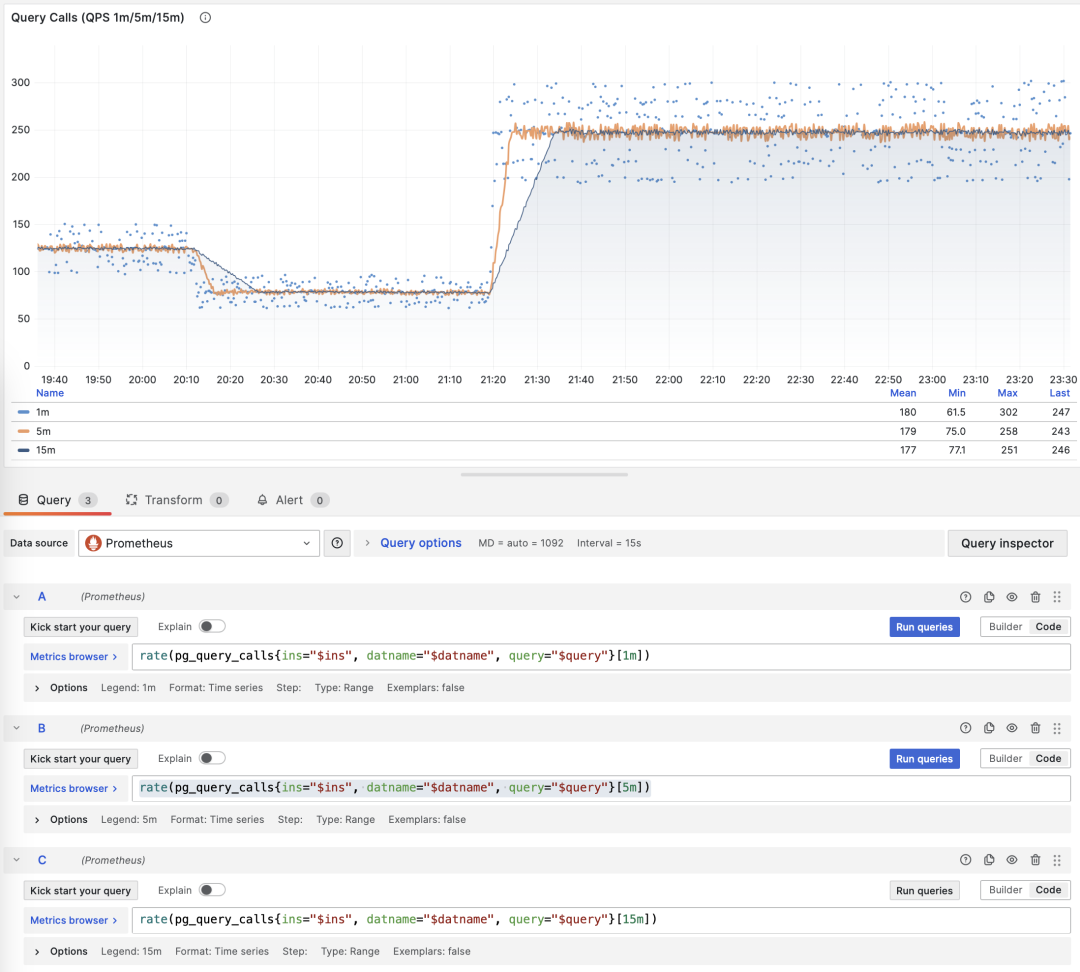 Query Calls (QPS 1m/5m/15m)
300
250
200
150
100
50
0
19:40 19:50 20:00 20:10 20:20 20:30 20:40 20:50 21:00 21:10 21:20 21:30 21:40 21:50 22:00 22:10 22:20 22:30 22:40 22:50 23:00 23:10 23:20 23:30
Name Mean Min Max Last
1m 180 61.5 302 247
5m 179 75.0 258 243
15m 177 77.1 251 246
Query 3 Transform 0 Alert 0
Data source Prometheus Query options MD = auto = 1092 Interval = 15s Query inspector
A (Prometheus)
Kick start your query Explain Run queries Builder Code
Metrics browser > rate(pg_query_calls{ins="$ins", datname="$datname", query="$query"}[1m])
> Options Legend: 1m Format: Time series Step: Type: Range Exemplars: false
B (Prometheus)
Kick start your query Explain Run queries Builder Code
Metrics browser > rate(pg_query_calls{ins="$ins", datname="$datname", query="$query"}[5m])
> Options Legend: 5m Format: Time series Step: Type: Range Exemplars: false
C (Prometheus)
Kick start your query Explain Run queries Builder Code
Metrics browser > rate(pg_query_calls{ins="$ins", datname="$datname", query="$query"}[15m])
> Options Legend: 15m Format: Time series Step: Type: Range Exemplars: false